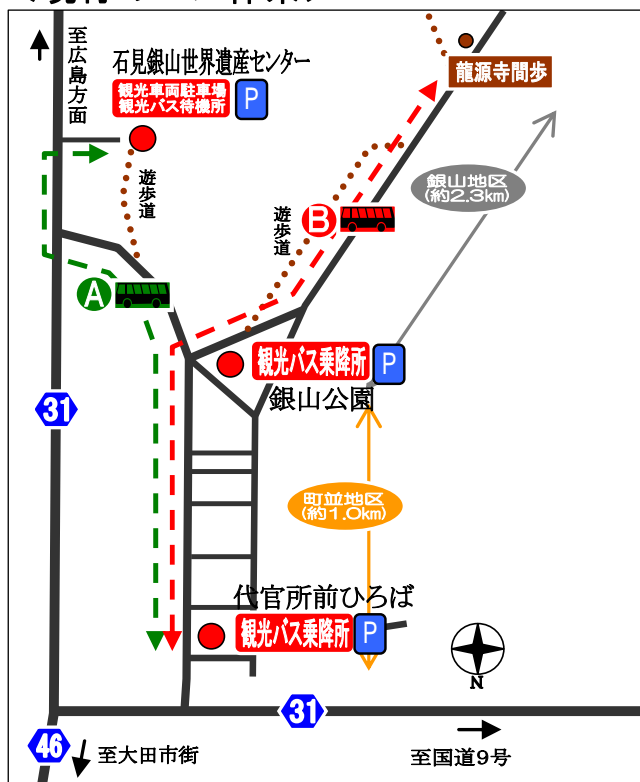 至広島方面
石見銀山世界遺産センター
観光車両駐車場
観光バス待機所
P
龍源寺間歩
遊歩道
遊歩道
銀山地区
(約2.3km)
B
A
観光バス乗降所
P
銀山公園
31
町並地区
(約1.0km)
代官所前ひろば
観光バス乗降所
P
N
31
46
至大田市街
至国道9号